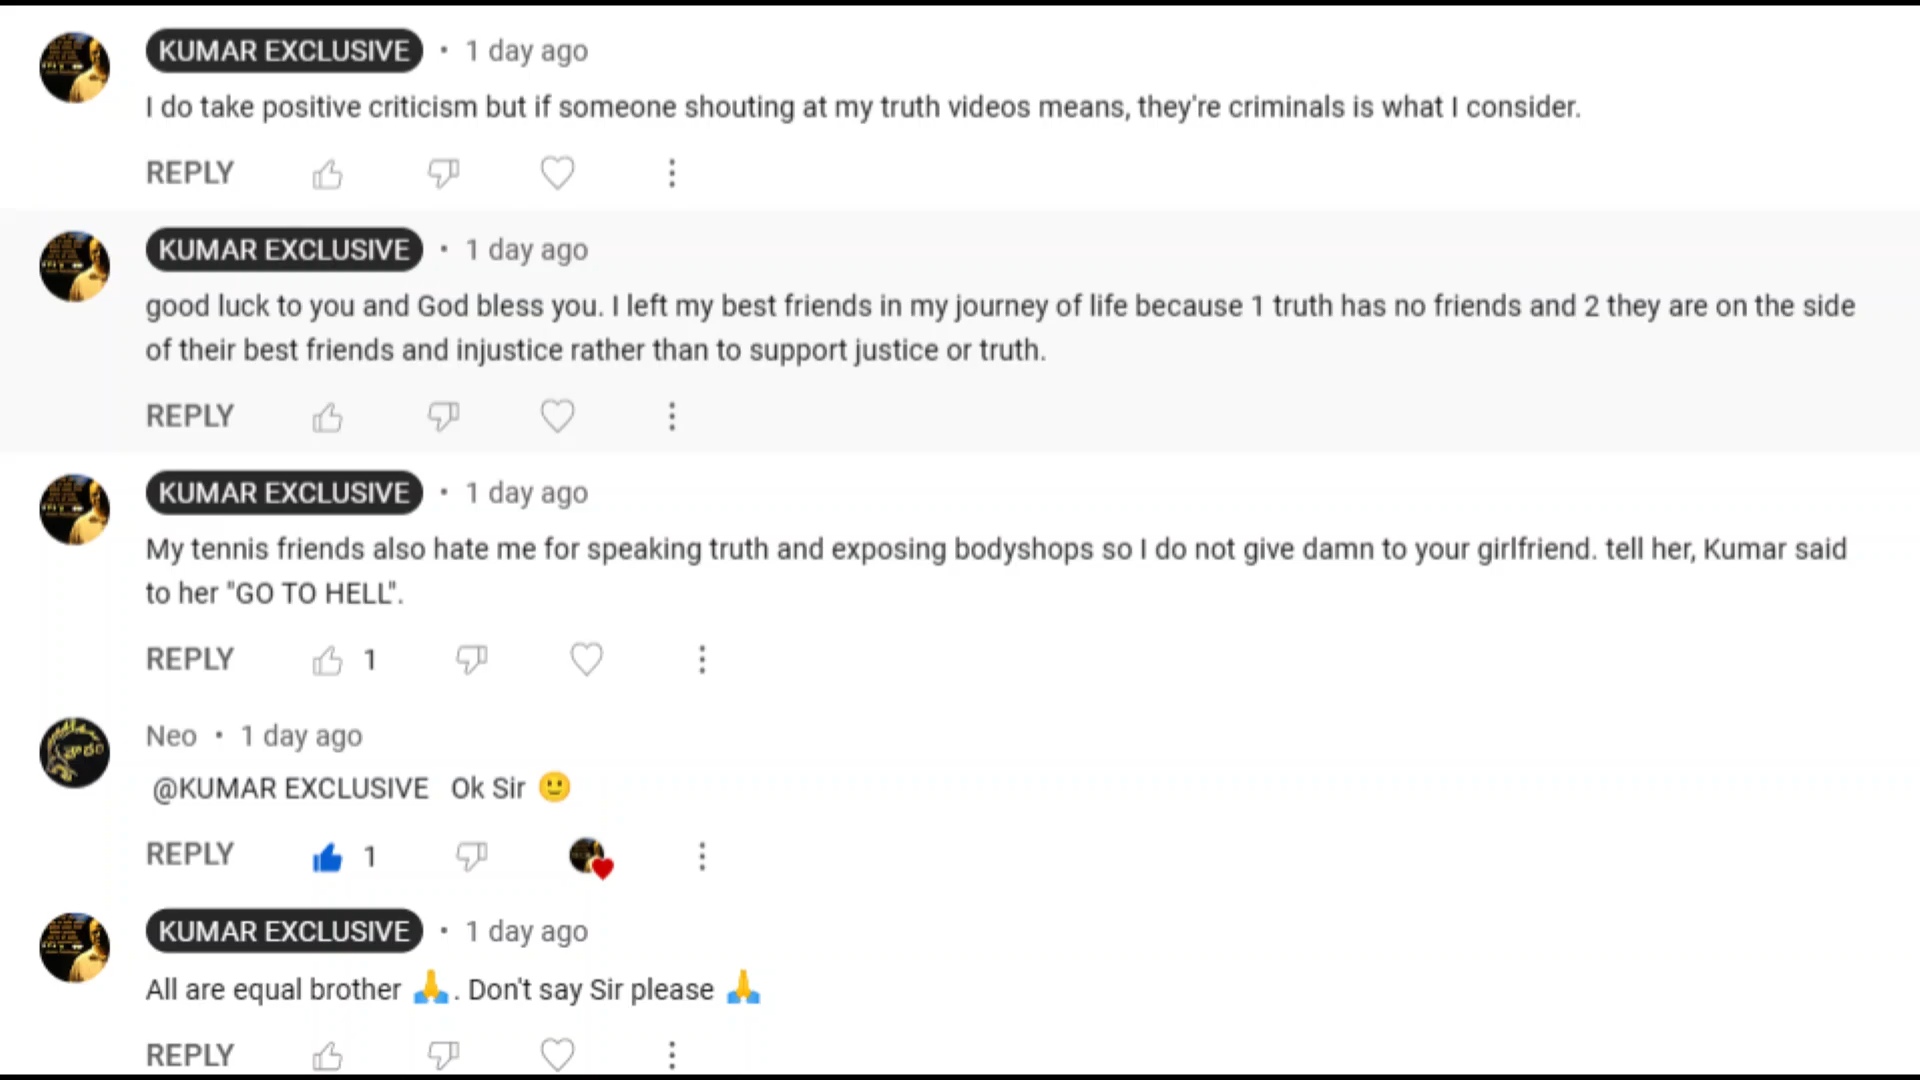 KUMAR EXCLUSIVE • 1 day ago
I do take positive criticism but if someone shouting at my truth videos means, they're criminals is what I consider.
REPLY
KUMAR EXCLUSIVE • 1 day ago
good luck to you and God bless you. I left my best friends in my journey of life because 1 truth has no friends and 2 they are on the side
of their best friends and injustice rather than to support justice or truth.
REPLY
KUMAR EXCLUSIVE • 1 day ago
My tennis friends also hate me for speaking truth and exposing bodyshops so I do not give damn to your girlfriend. tell her, Kumar said
to her "GO TO HELL".
REPLY 1
Neo • 1 day ago
@KUMAR EXCLUSIVE Ok Sir 🙂
REPLY 1
KUMAR EXCLUSIVE • 1 day ago
All are equal brother 🙏. Don't say Sir please 🙏
REPLY